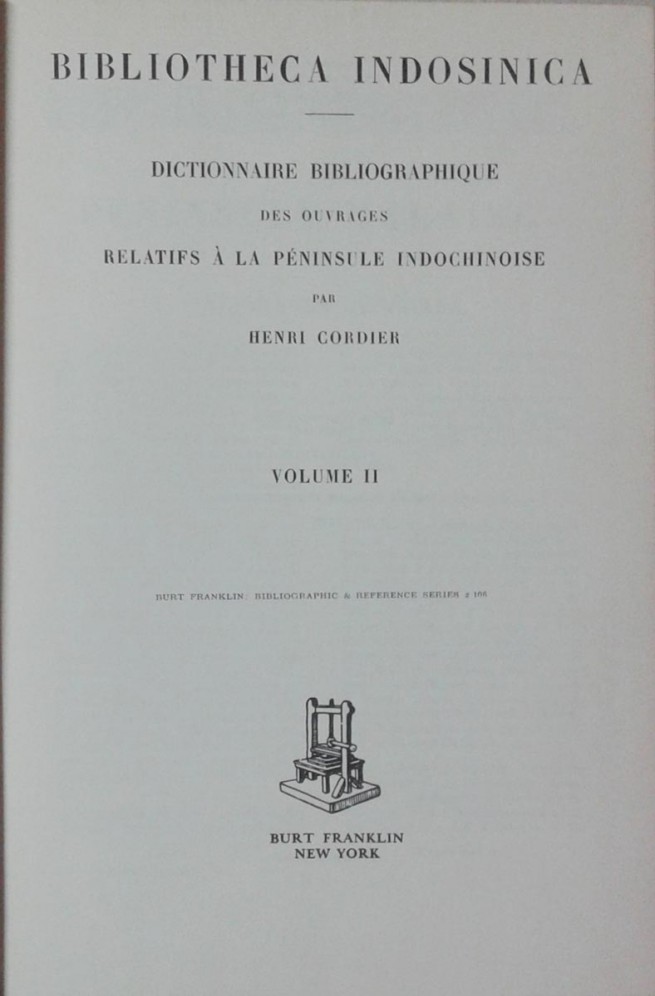 BIBLIOTHECA INDOSINICA
DICTIONNAIRE BIBLIOGRAPHIQUE
DES OUVRAGES
RELATIFS À LA PÉNINSULE INDOCHINOISE
PAR
HENRI CORDIER
VOLUME II
BURT FRANKLIN: BIBLIOGRAPHIC & REFERENCE SERIES #
BURT FRANKLIN
NEW YORK